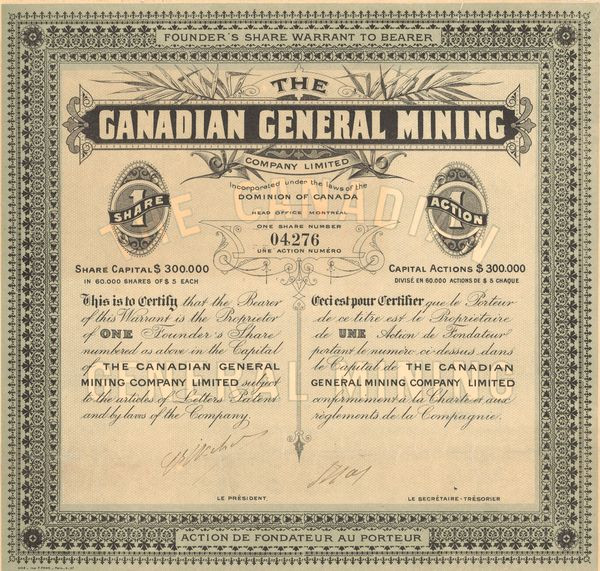 FOUNDER'S SHARE WARRANT TO BEARER
THE
CANADIAN GENERAL MINING
COMPANY LIMITED
Incorporated under the laws of the
DOMINION OF CANADA
HEAD OFFICE MONTRÉAL
1 SHARE
1 ACTION
ONE SHARE NUMBER
04.276
UNE ACTION NUMÉRO
SHARE CAPITAL $ 300.000
IN 60.000 SHARES OF $ 5 EACH
CAPITAL ACTIONS $ 300.000
DIVISÉ EN 60.000 ACTIONS DE $ 5 CHAQUE
THE CANADIAN
GENERAL MINING
This is to Certify that the Bearer
of this Warrant is the Proprietor
of ONE Founder's Share
numbered as above in the Capital
of THE CANADIAN GENERAL
MINING COMPANY LIMITED subject
to the articles of Letters Patent
and by laws of the Company.
Ceci est pour Certifier que le Porteur
de ce titre est le Propriétaire
de UNE Action de Fondateur
portant le numéro ci-dessus dans
le Capital de THE CANADIAN
GENERAL MINING COMPANY LIMITED
conformément à la Charte et aux
règlements de la Compagnie.
LE PRÉSIDENT
LE SECRÉTAIRE-TRÉSORIER
ACTION DE FONDATEUR AU PORTEUR